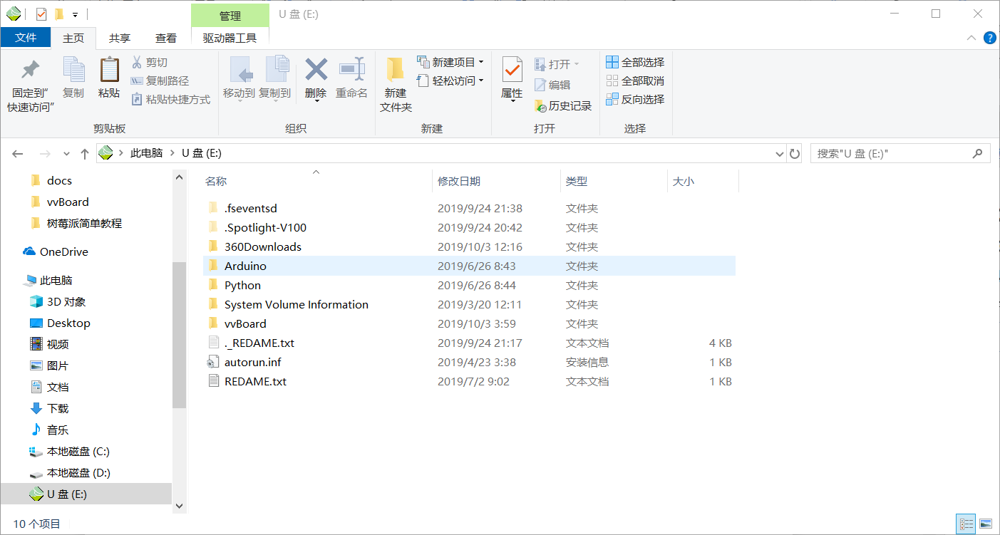 管理
U 盘 (E:)
文件
主页
共享
查看
驱动器工具
固定到"
快速访问"
复制
粘贴
剪切
复制路径
粘贴快捷方式
剪贴板
移动到
复制到
删除
重命名
组织
新建
文件夹
新建项目
轻松访问
新建
属性
打开
编辑
历史记录
打开
全部选择
全部取消
反向选择
选择
此电脑
U 盘 (E:)
搜索"U 盘 (E:)"
docs
vvBoard
树莓派简单教程
OneDrive
此电脑
3D 对象
Desktop
视频
图片
文档
下载
音乐
本地磁盘 (C:)
本地磁盘 (D:)
U 盘 (E:)
名称 修改日期 类型 大小
.fseventsd 2019/9/24 21:38 文件夹
.Spotlight-V100 2019/9/24 20:42 文件夹
360Downloads 2019/10/3 12:16 文件夹
Arduino 2019/6/26 8:43 文件夹
Python 2019/6/26 8:44 文件夹
System Volume Information 2019/3/20 12:11 文件夹
vvBoard 2019/10/3 3:59 文件夹
._REDAME.txt 2019/9/24 21:17 文本文档 4 KB
autorun.inf 2019/4/23 3:38 安装信息 1 KB
REDAME.txt 2019/7/2 9:02 文本文档 1 KB
10 个项目